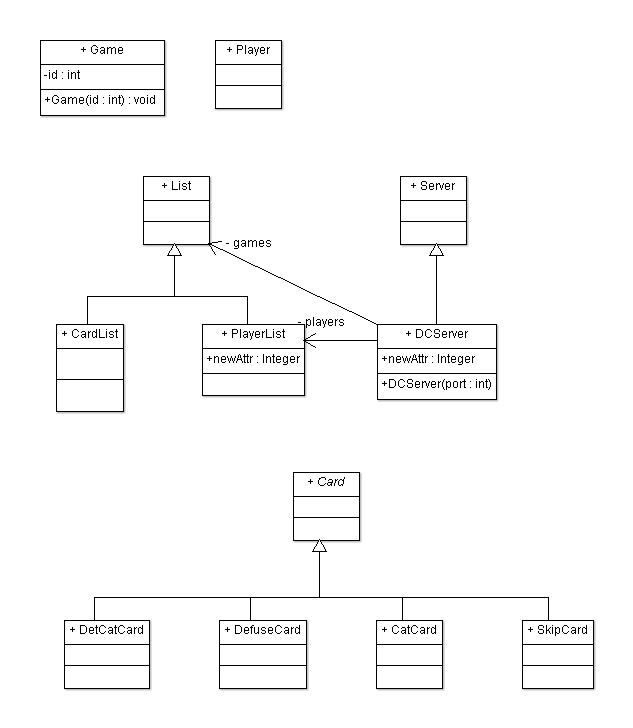 + Game
-id : int
+Game(id : int) : void
+ Player
+ List
+ Server
- games
- players
+ CardList
+ PlayerList
+newAttr : Integer
+ DCServer
+newAttr : Integer
+DCServer(port : int)
+ Card
+ DetCatCard
+ DefuseCard
+ CatCard
+ SkipCard